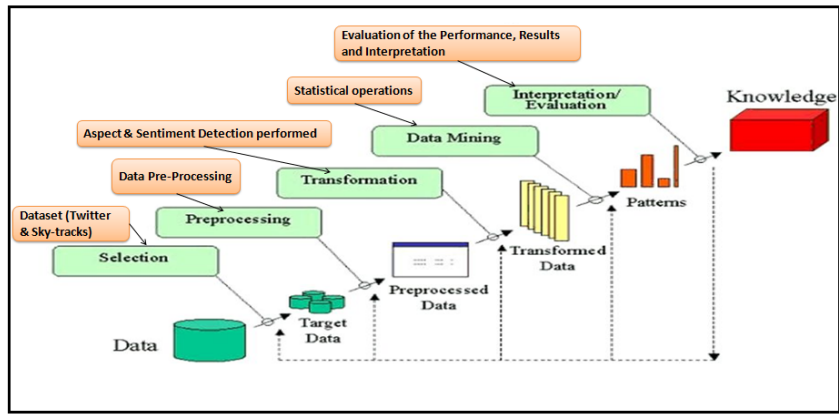 Evaluation of the Performance, Results
and Interpretation
Statistical operations
Interpretation/
Evaluation
Knowledge
Aspect & Sentiment Detection performed
Data Mining
Data Pre-Processing
Transformation
Patterns
Dataset (Twitter
& Sky-tracks)
Preprocessing
Transformed
Data
Selection
Preprocessed
Data
Target
Data
Data